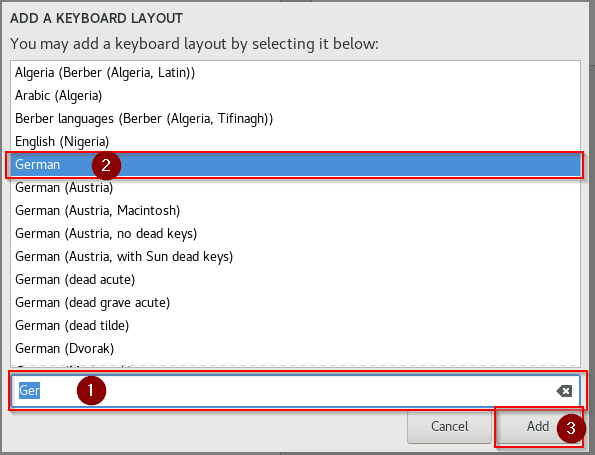 ADD A KEYBOARD LAYOUT
You may add a keyboard layout by selecting it below:
Algeria (Berber (Algeria, Latin))
Arabic (Algeria)
Berber languages (Berber (Algeria, Tifinagh))
English (Nigeria)
German 2
German (Austria)
German (Austria, Macintosh)
German (Austria, no dead keys)
German (Austria, with Sun dead keys)
German (dead acute)
German (dead grave acute)
German (dead tilde)
German (Dvorak)
Ger 1
Cancel Add 3